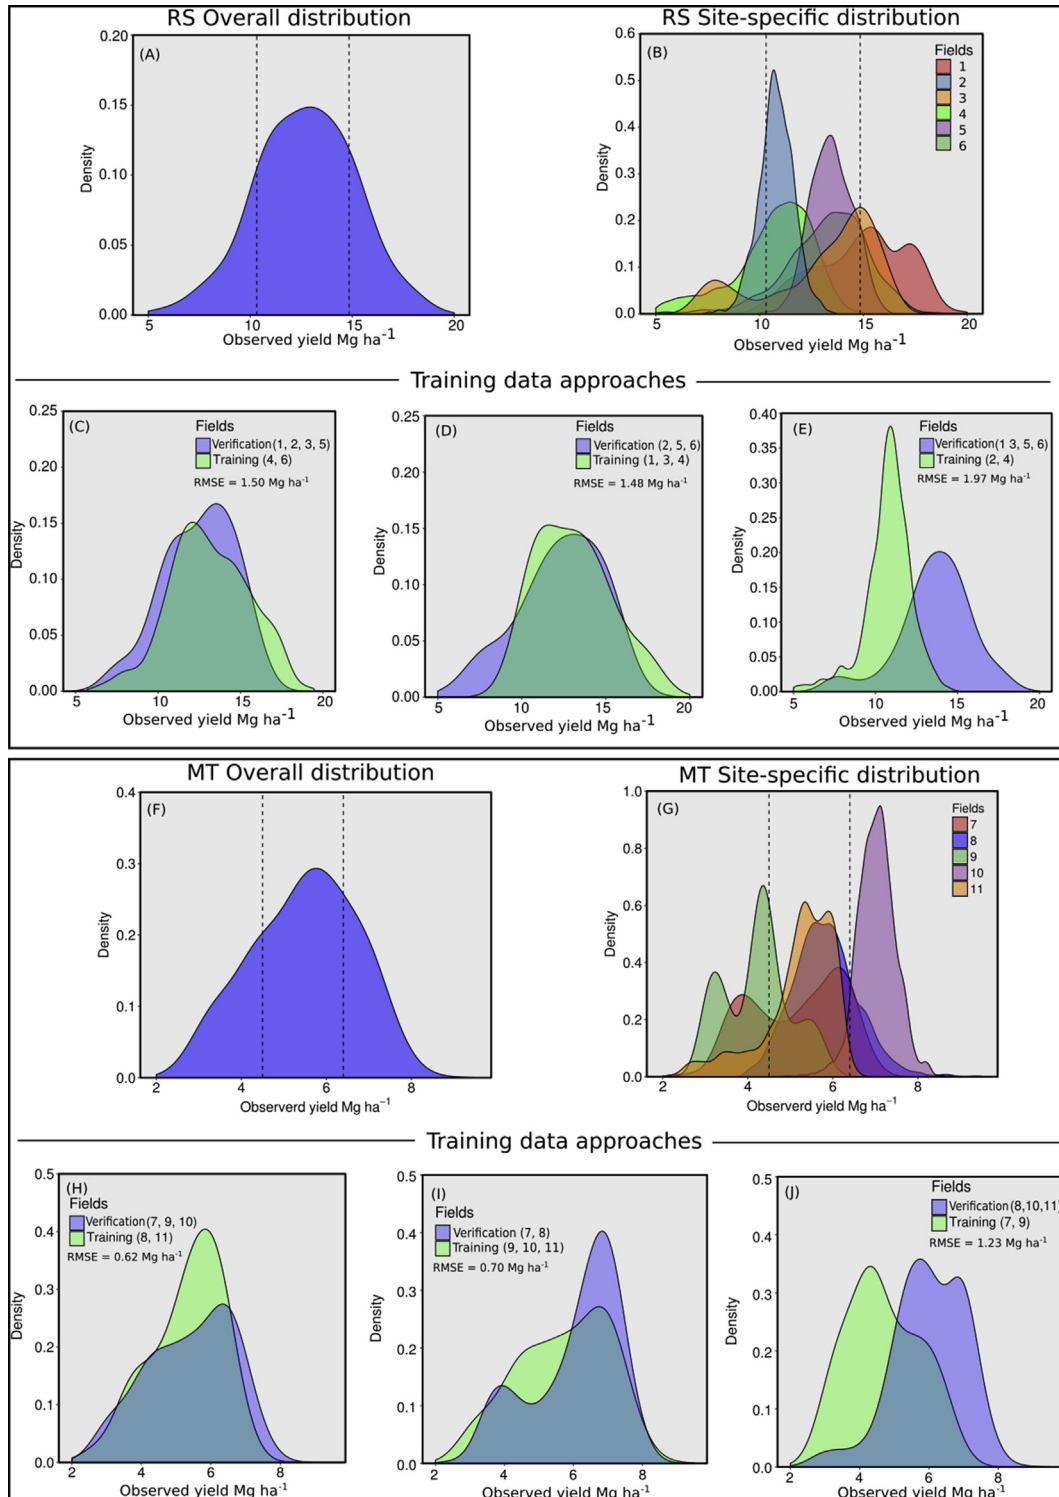 RS Overall distribution
(A)
0.20
0.15
0.10
0.05
0.00
Density
5 10 15 20
Observed yield Mg ha⁻¹
RS Site-specific distribution
(B)
Fields
1
2
3
4
5
6
0.6
0.5
0.4
0.3
0.2
0.1
0.0
Density
5 10 15 20
Observed yield Mg ha⁻¹
Training data approaches
(C)
Fields
Verification(1, 2, 3, 5)
Training (4, 6)
RMSE = 1.50 Mg ha⁻¹
0.25
0.20
0.15
0.10
0.05
0.00
Density
5 10 15 20
Observed yield Mg ha⁻¹
(D)
Fields
Verification (2, 5, 6)
Training (1, 3, 4)
RMSE = 1.48 Mg ha⁻¹
0.25
0.20
0.15
0.10
0.05
0.00
Density
5 10 15 20
Observed yield Mg ha⁻¹
(E)
Fields
Verification(1 3, 5, 6)
Training (2, 4)
RMSE = 1.97 Mg ha⁻¹
0.40
0.35
0.30
0.25
0.20
0.15
0.10
0.05
0.00
Density
5 10 15 20
Observed yield Mg ha⁻¹
MT Overall distribution
(F)
0.4
0.3
0.2
0.1
0.0
Density
2 4 6 8
Observed yield Mg ha⁻¹
MT Site-specific distribution
(G)
Fields
7
8
9
10
11
1.0
0.8
0.6
0.4
0.2
0.0
Density
2 4 6 8
Observerd yield Mg ha⁻¹
Training data approaches
(H)
Fields
Verification(7, 9, 10)
Training (8, 11)
RMSE = 0.62 Mg ha⁻¹
0.5
0.4
0.3
0.2
0.1
0.0
Density
2 4 6 8
Observed yield Mg ha⁻¹
(I)
Fields
Verification (7, 8)
Training (9, 10, 11)
RMSE = 0.70 Mg ha⁻¹
0.5
0.4
0.3
0.2
0.1
0.0
Density
2 4 6 8
Observed yield Mg ha⁻¹
(J)
Fields
Verification (8,10,11)
Training (7, 9)
RMSE = 1.23 Mg ha⁻¹
0.5
0.4
0.3
0.2
0.1
0.0
Density
2 4 6 8
Observed yield Mg ha⁻¹